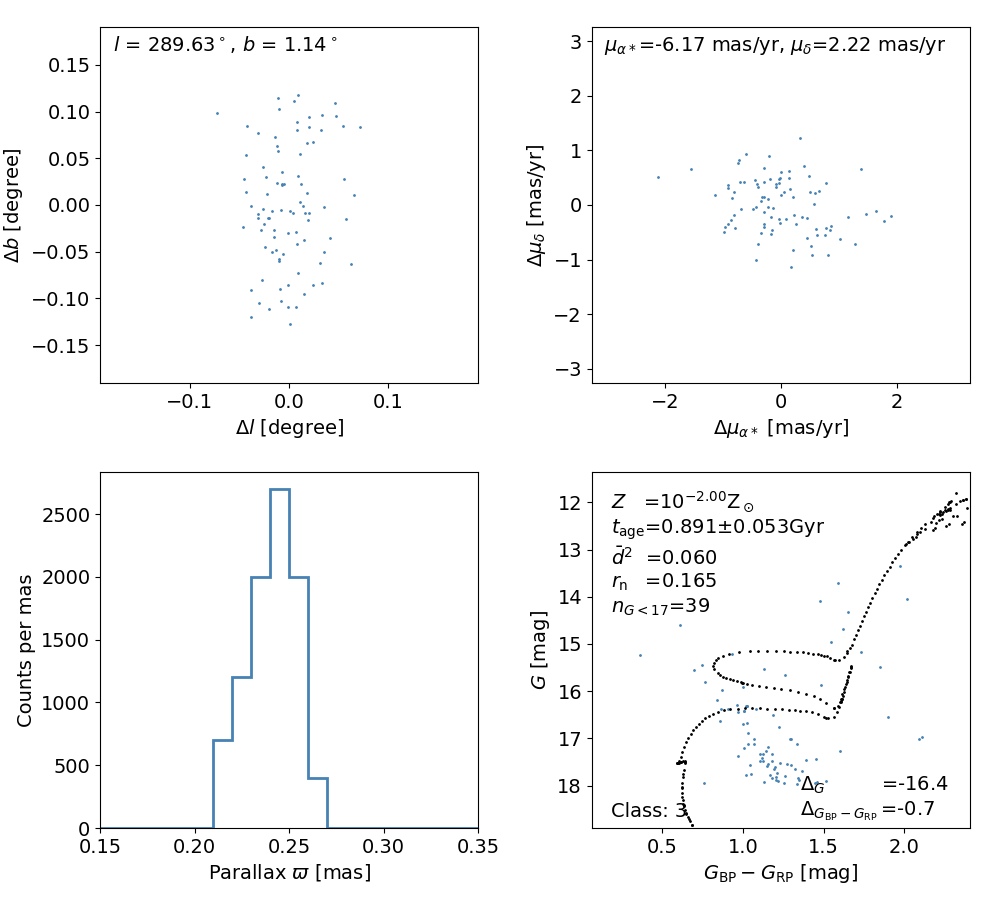 l = 289.63°, b = 1.14°
0.15
0.10
0.05
0.00
−0.05
−0.10
−0.15
Δb [degree]
−0.1 0.0 0.1
Δl [degree]
μα*=-6.17 mas/yr, μδ=2.22 mas/yr
3
2
1
0
−1
−2
−3
Δμδ [mas/yr]
−2 0 2
Δμα* [mas/yr]
2500
2000
1500
1000
500
0
Counts per mas
0.15 0.20 0.25 0.30 0.35
Parallax ϖ [mas]
12
13
14
15
16
17
18
G [mag]
Z =10^−2.00 Z⊙
t_age=0.891±0.053Gyr
d̄² =0.060
r_n =0.165
n_G<17=39
Δ_G =-16.4
Δ_G_BP−G_RP =-0.7
Class: 3
0.5 1.0 1.5 2.0
G_BP − G_RP [mag]